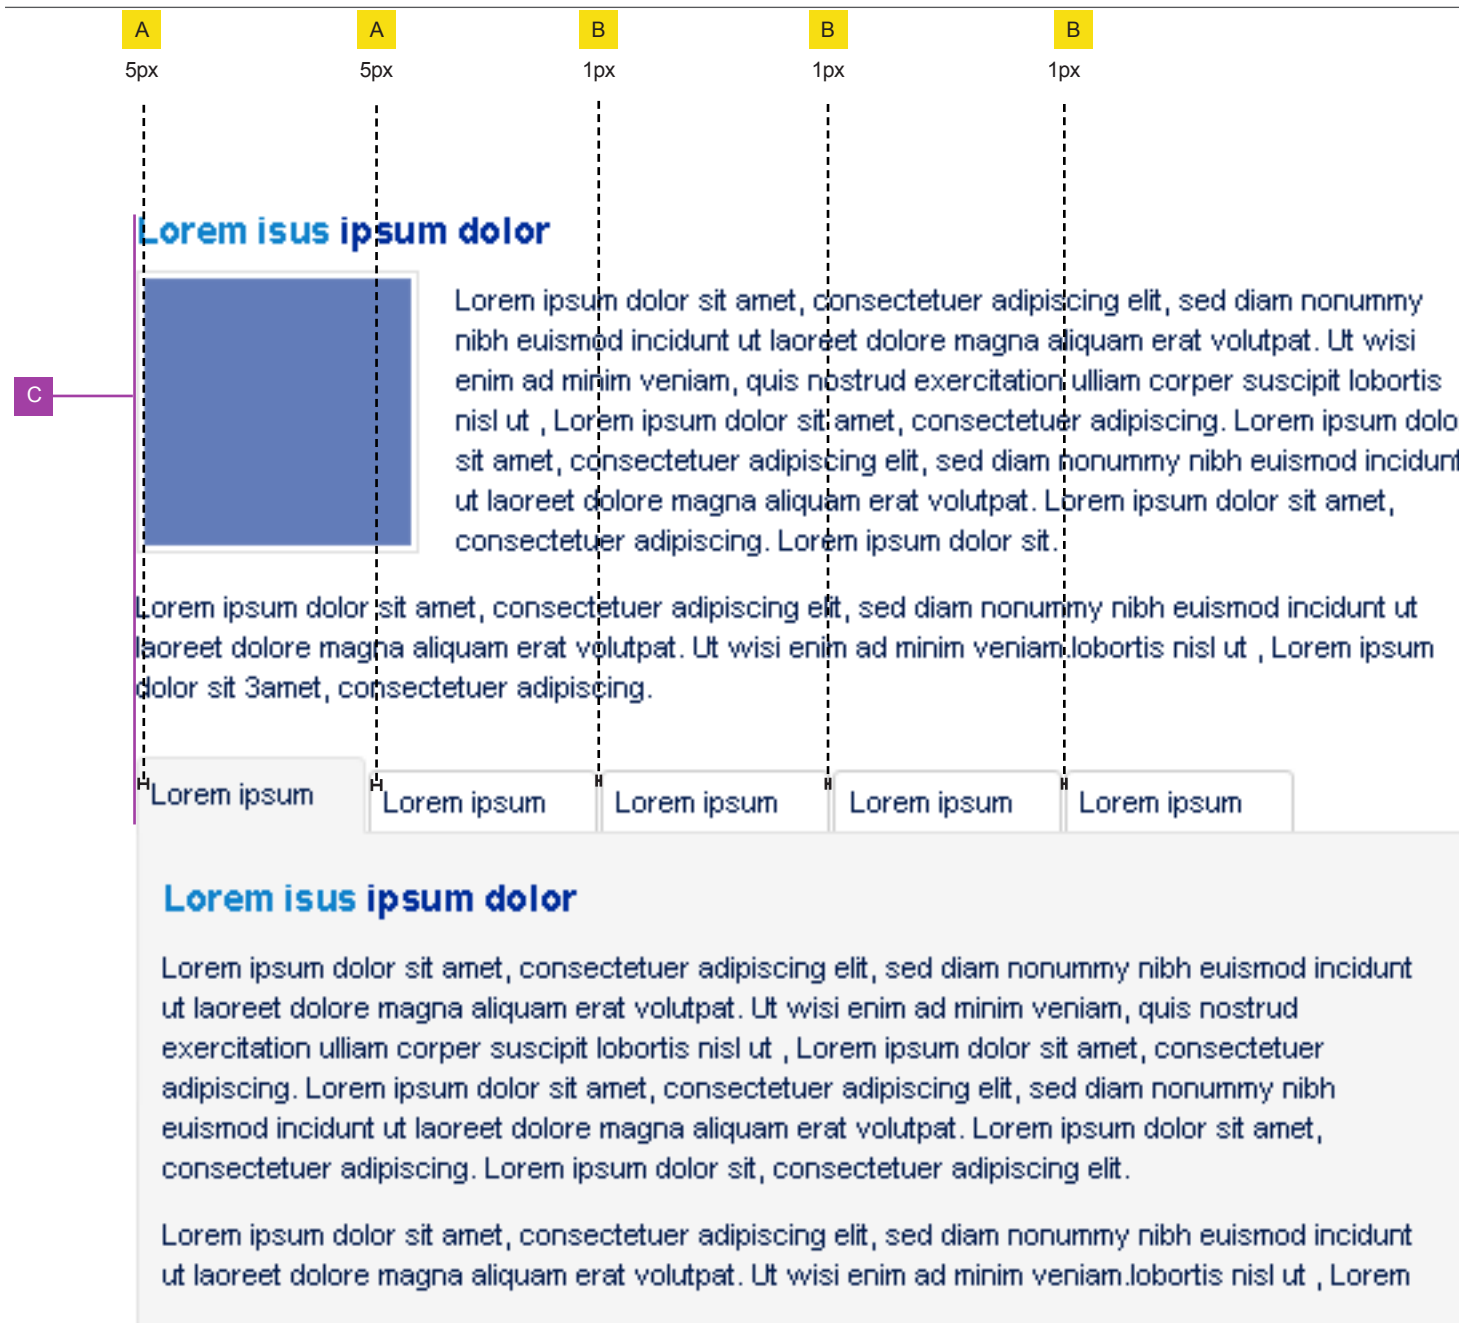 A A B B B
5px 5px 1px 1px 1px
Lorem isus ipsum dolor
Lorem ipsum dolor sit amet, consectetuer adipiscing elit, sed diam nonummy
nibh euismod incidunt ut laoreet dolore magna aliquam erat volutpat. Ut wisi
enim ad minim veniam, quis nostrud exercitation ulliam corper suscipit lobortis
nisl ut , Lorem ipsum dolor sit amet, consectetuer adipiscing. Lorem ipsum dolo
sit amet, consectetuer adipiscing elit, sed diam nonummy nibh euismod incidunt
ut laoreet dolore magna aliquam erat volutpat. Lorem ipsum dolor sit amet,
consectetuer adipiscing. Lorem ipsum dolor sit.
C
Lorem ipsum dolor sit amet, consectetuer adipiscing elit, sed diam nonummy nibh euismod incidunt ut
laoreet dolore magna aliquam erat volutpat. Ut wisi enim ad minim veniam.lobortis nisl ut , Lorem ipsum
dolor sit 3amet, consectetuer adipiscing.
Lorem ipsum Lorem ipsum Lorem ipsum Lorem ipsum Lorem ipsum
Lorem isus ipsum dolor
Lorem ipsum dolor sit amet, consectetuer adipiscing elit, sed diam nonummy nibh euismod incidunt
ut laoreet dolore magna aliquam erat volutpat. Ut wisi enim ad minim veniam, quis nostrud
exercitation ulliam corper suscipit lobortis nisl ut , Lorem ipsum dolor sit amet, consectetuer
adipiscing. Lorem ipsum dolor sit amet, consectetuer adipiscing elit, sed diam nonummy nibh
euismod incidunt ut laoreet dolore magna aliquam erat volutpat. Lorem ipsum dolor sit amet,
consectetuer adipiscing. Lorem ipsum dolor sit, consectetuer adipiscing elit.
Lorem ipsum dolor sit amet, consectetuer adipiscing elit, sed diam nonummy nibh euismod incidunt
ut laoreet dolore magna aliquam erat volutpat. Ut wisi enim ad minim veniam.lobortis nisl ut , Lorem